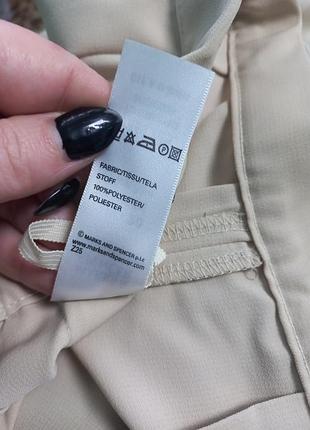 FABRIC/TISSU/TELA
STOFF
100%POLYESTER/
POLIESTER
© MARKS AND SPENCER p.l.c
www.marksandspencer.com
Z25